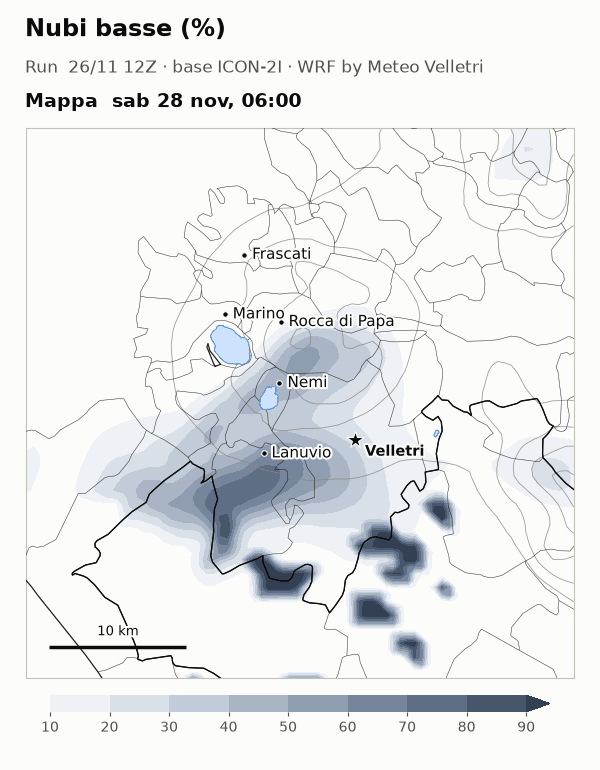 Nubi basse (%)
Run  26/11 12Z · base ICON-2I · WRF by Meteo Velletri
Mappa  sab 28 nov, 06:00
Frascati
Marino
Rocca di Papa
Nemi
Velletri
Lanuvio
10 km
10 20 30 40 50 60 70 80 90